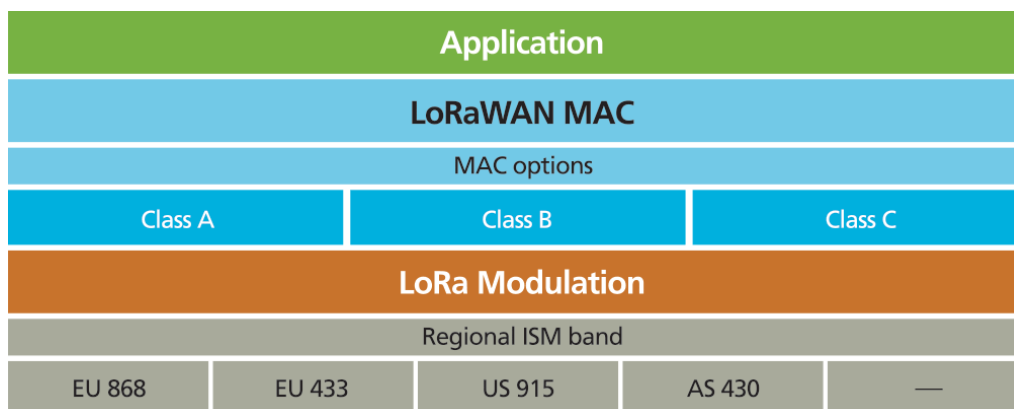 Application
LoRaWAN MAC
MAC options
Class A Class B Class C
LoRa Modulation
Regional ISM band
EU 868 EU 433 US 915 AS 430 —